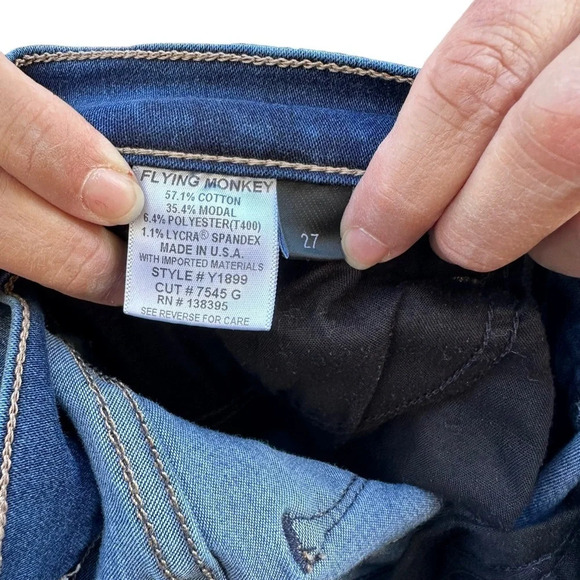 FLYING MONKEY
57.1% COTTON
35.4% MODAL
6.4% POLYESTER(T400)
1.1% LYCRA® SPANDEX
MADE IN U.S.A.
WITH IMPORTED MATERIALS
STYLE # Y1899
CUT # 7545 G
RN # 138395
SEE REVERSE FOR CARE
27